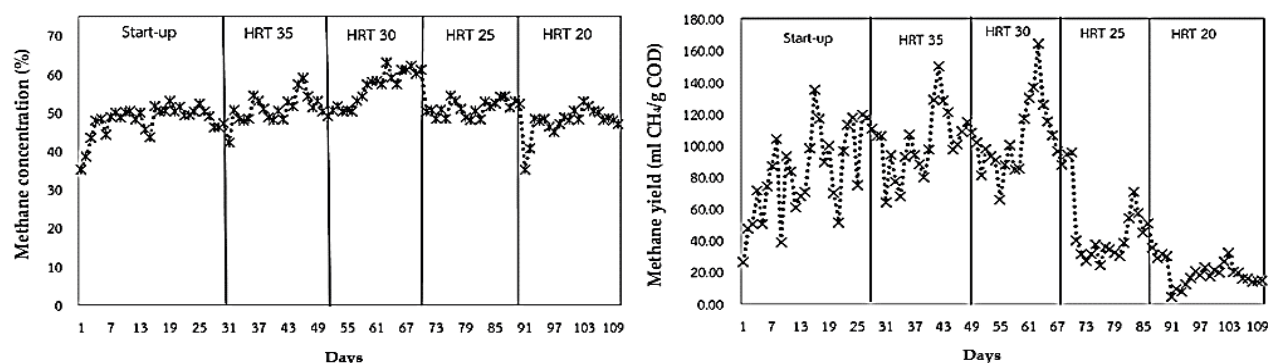 Methane concentration (%)
70
60
50
40
30
20
10
0
Start-up
HRT 35
HRT 30
HRT 25
HRT 20
1 7 13 19 25 31 37 43 49 55 61 67 73 79 85 91 97 103 109
Days
Methane yield (ml CH₄/g COD)
180.00
160.00
140.00
120.00
100.00
80.00
60.00
40.00
20.00
0.00
Start-up
HRT 35
HRT 30
HRT 25
HRT 20
1 7 13 19 25 31 37 43 49 55 61 67 73 79 85 91 97 103 109
Days